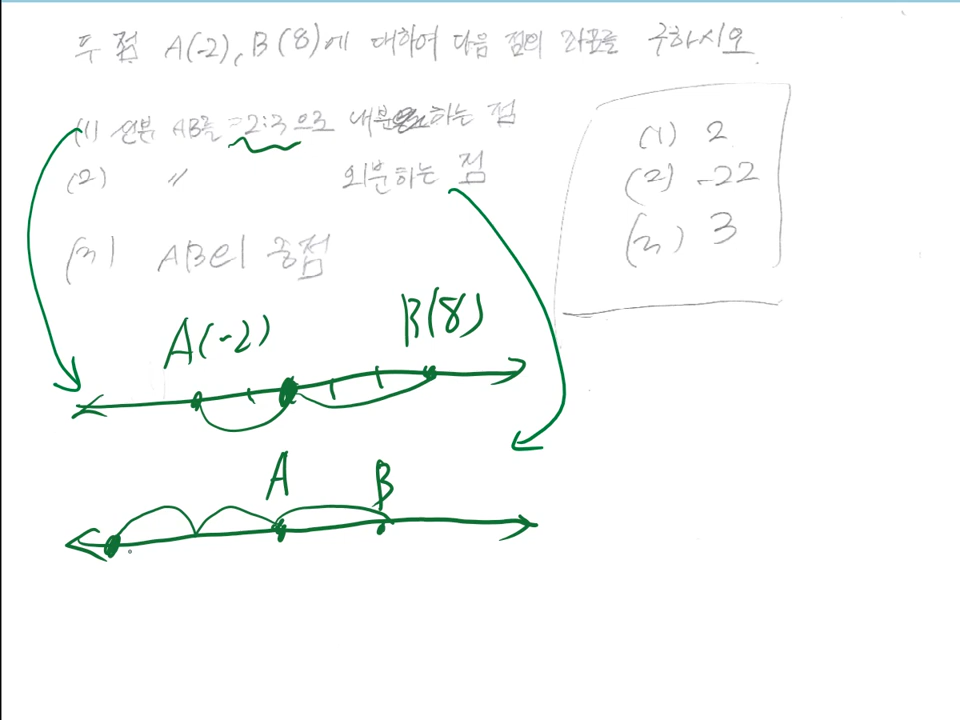 두 점 A(-2), B(8)에 대하여 다음 점의 좌표를 구하시오.
(1) 선분 AB를 2:3으로 내분하는 점
(2) 〃 외분하는 점
(3) AB의 중점
(1) 2
(2) -22
(3) 3
A(-2) B(8)
A B